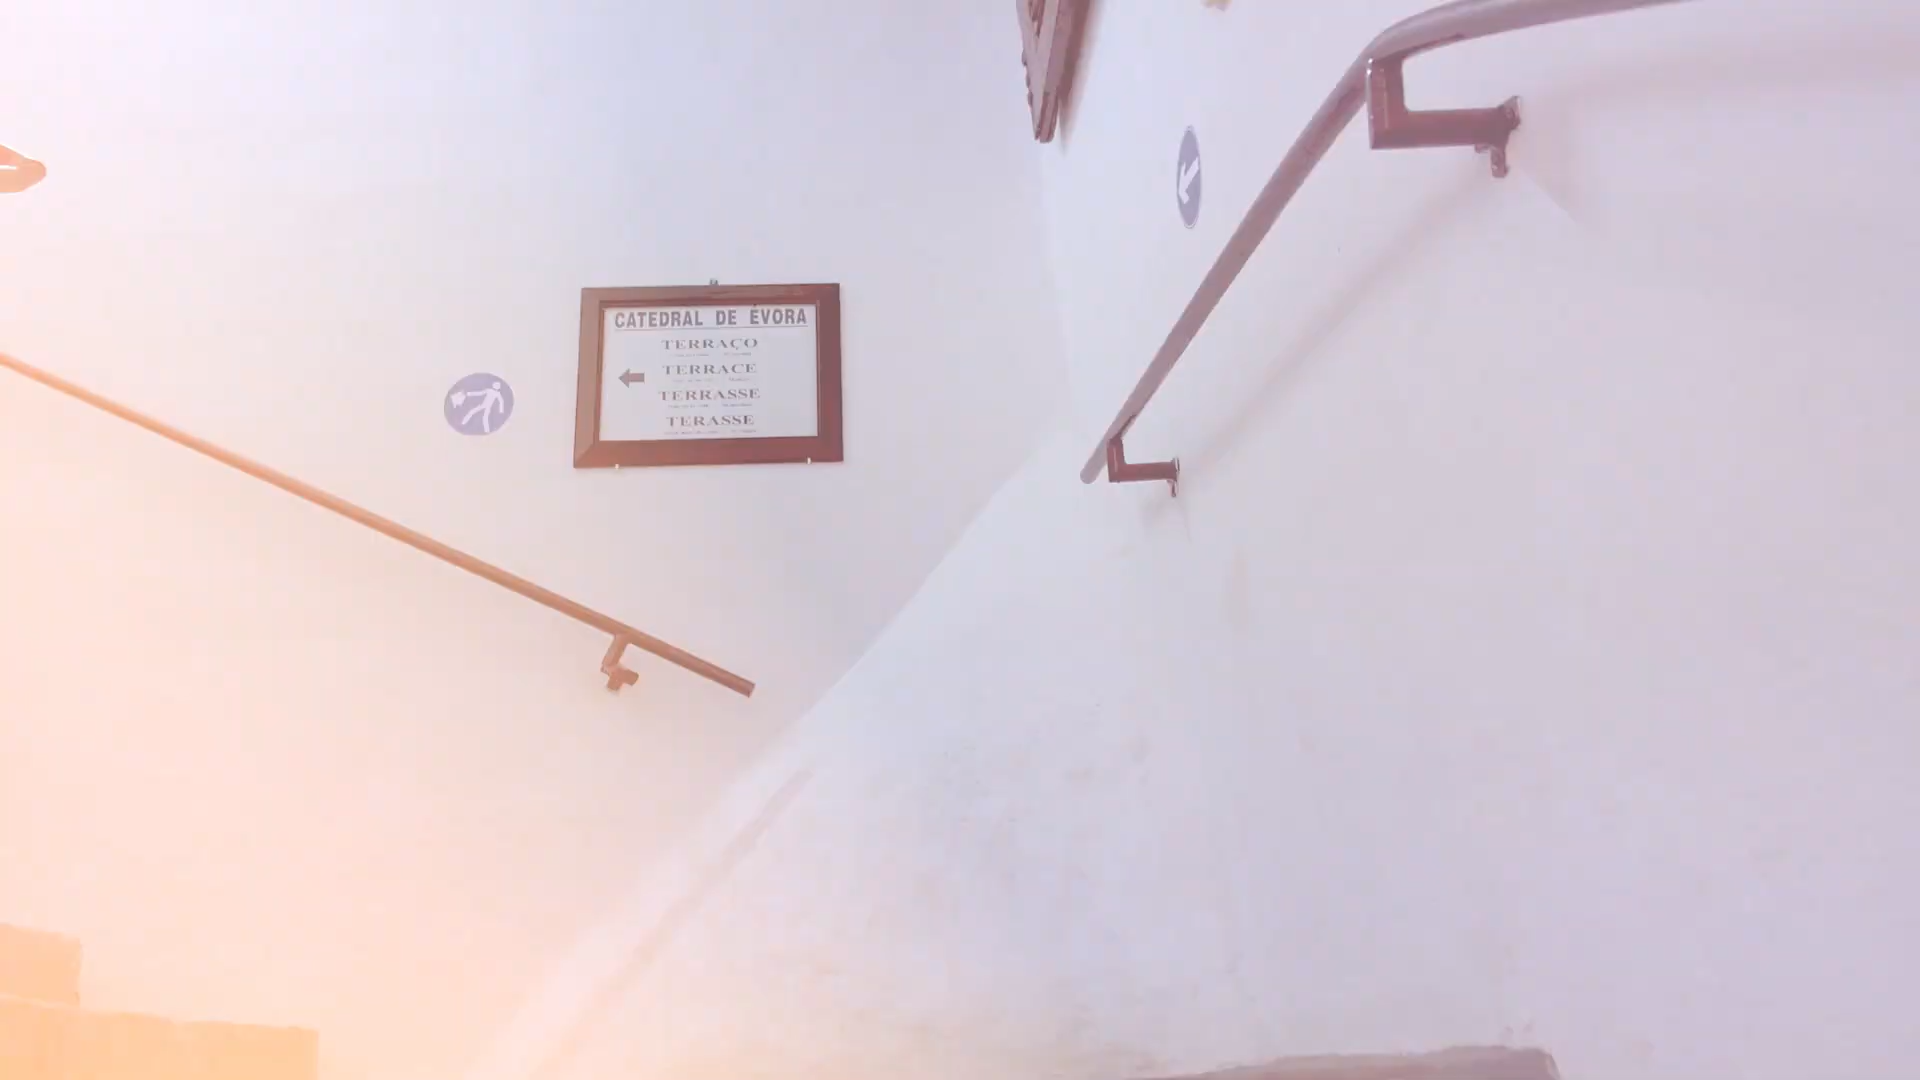 CATEDRAL DE ÉVORA
TERRAÇO
TERRACE
TERRASSE
TERASSE